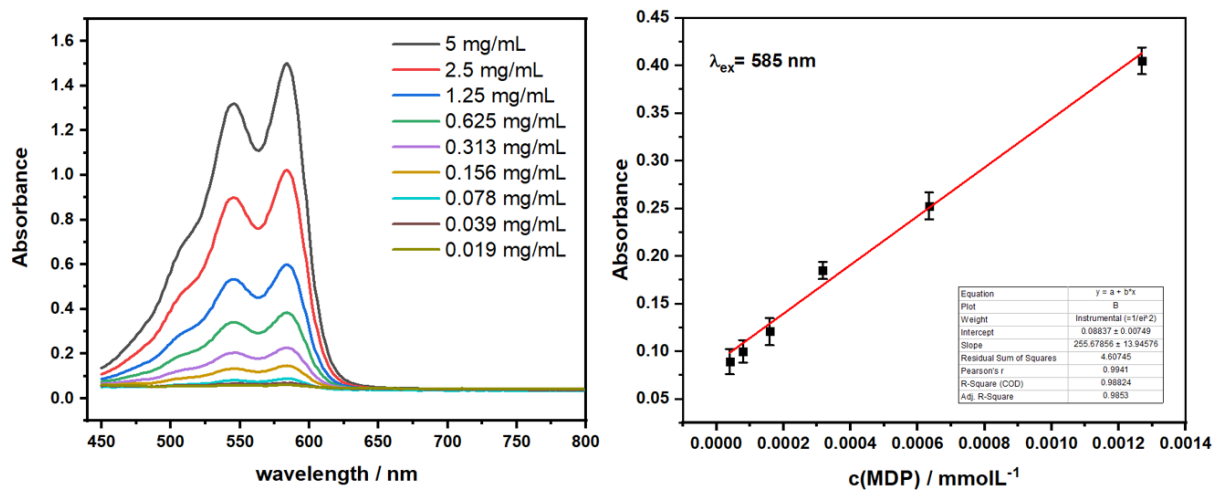 1.6
1.4
1.2
1.0
0.8
0.6
0.4
0.2
0.0
Absorbance
5 mg/mL
2.5 mg/mL
1.25 mg/mL
0.625 mg/mL
0.313 mg/mL
0.156 mg/mL
0.078 mg/mL
0.039 mg/mL
0.019 mg/mL
450 500 550 600 650 700 750 800
wavelength / nm
0.45
0.40
0.35
0.30
0.25
0.20
0.15
0.10
0.05
Absorbance
λex= 585 nm
Equation y = a + b*x
Plot B
Weight Instrumental (=1/ei^2)
Intercept 0.08837 ± 0.00749
Slope 255.67856 ± 13.94576
Residual Sum of Squares 4.60745
Pearson's r 0.9941
R-Square (COD) 0.98824
Adj. R-Square 0.9853
0.0000 0.0002 0.0004 0.0006 0.0008 0.0010 0.0012 0.0014
c(MDP) / mmolL⁻¹